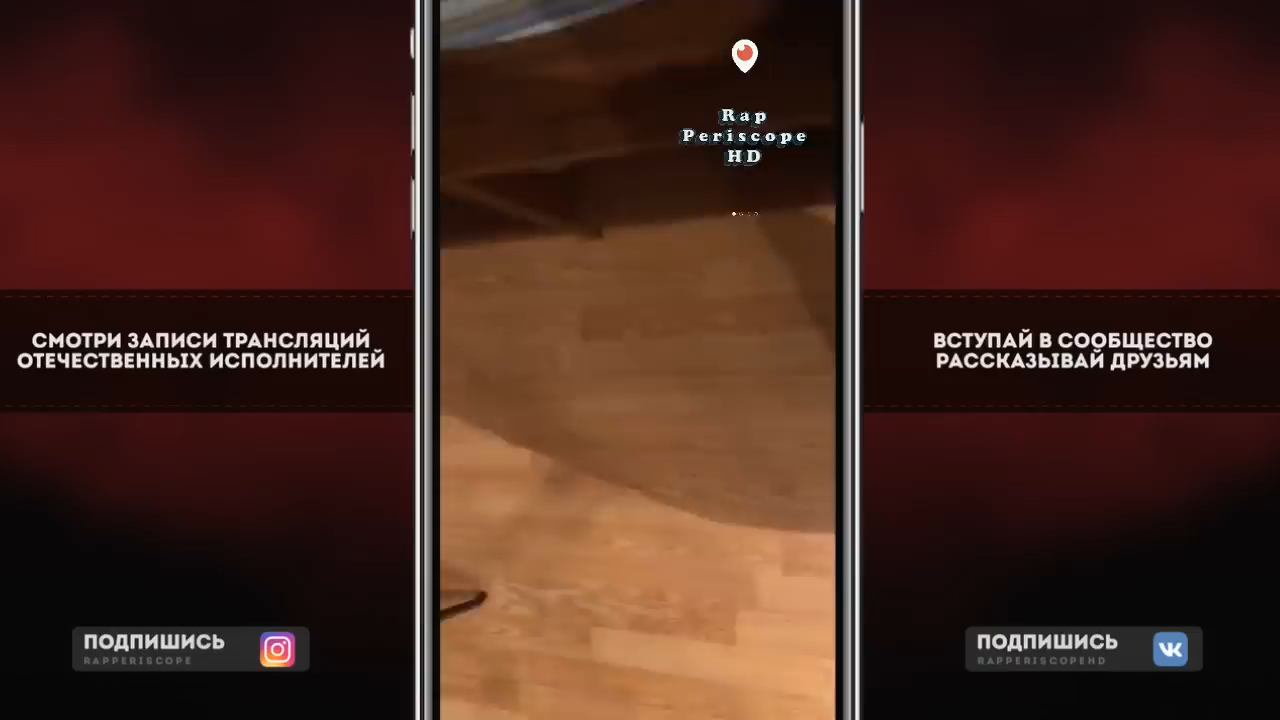 Rap
Periscope
HD
СМОТРИ ЗАПИСИ ТРАНСЛЯЦИЙ
ОТЕЧЕСТВЕННЫХ ИСПОЛНИТЕЛЕЙ
ВСТУПАЙ В СООБЩЕСТВО
РАССКАЗЫВАЙ ДРУЗЬЯМ
ПОДПИШИСЬ
RAPPERISCOPE
ПОДПИШИСЬ
RAPPERISCOPEHD